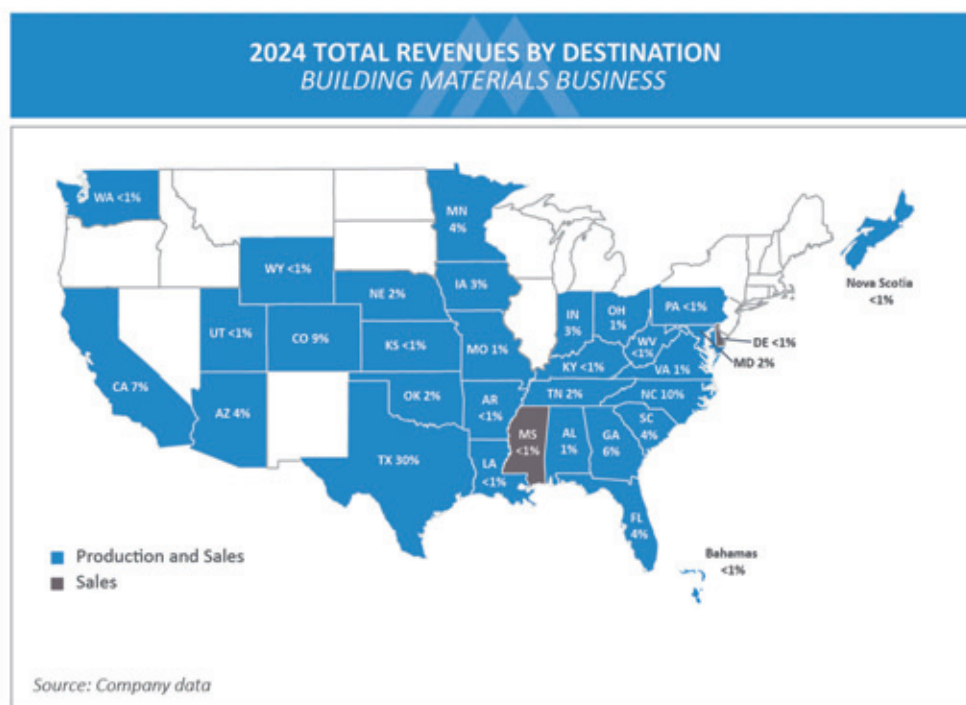 2024 TOTAL REVENUES BY DESTINATION
BUILDING MATERIALS BUSINESS
WA <1%
MN
4%
WY <1%
Nova Scotia
<1%
IA 3%
NE 2%
PA <1%
IN
3%
OH
1%
UT <1%
CO 9%
KS <1%
MO 1%
WV
<1%
DE <1%
MD 2%
KY <1%
VA 1%
CA 7%
AZ 4%
OK 2%
AR
<1%
TN 2%
NC 10%
SC
4%
MS
<1%
AL
1%
GA
6%
TX 30%
LA
<1%
FL
4%
Production and Sales
Sales
Bahamas
<1%
Source: Company data